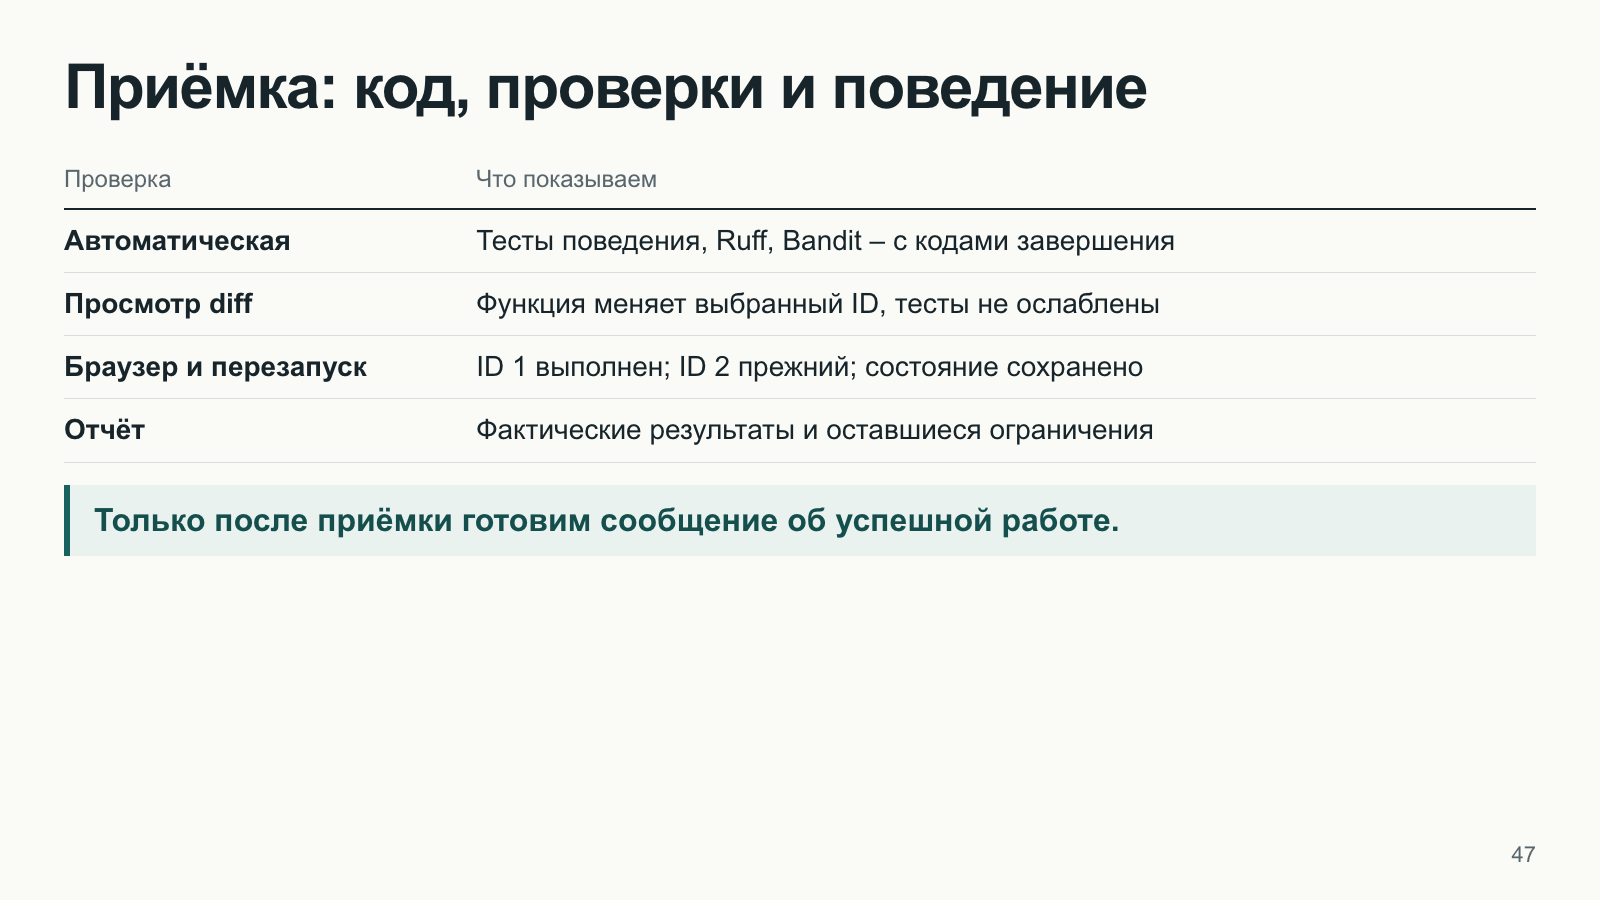 Приёмка: код, проверки и поведение
Проверка Что показываем
Автоматическая Тесты поведения, Ruff, Bandit – с кодами завершения
Просмотр diff Функция меняет выбранный ID, тесты не ослаблены
Браузер и перезапуск ID 1 выполнен; ID 2 прежний; состояние сохранено
Отчёт Фактические результаты и оставшиеся ограничения
Только после приёмки готовим сообщение об успешной работе.
47